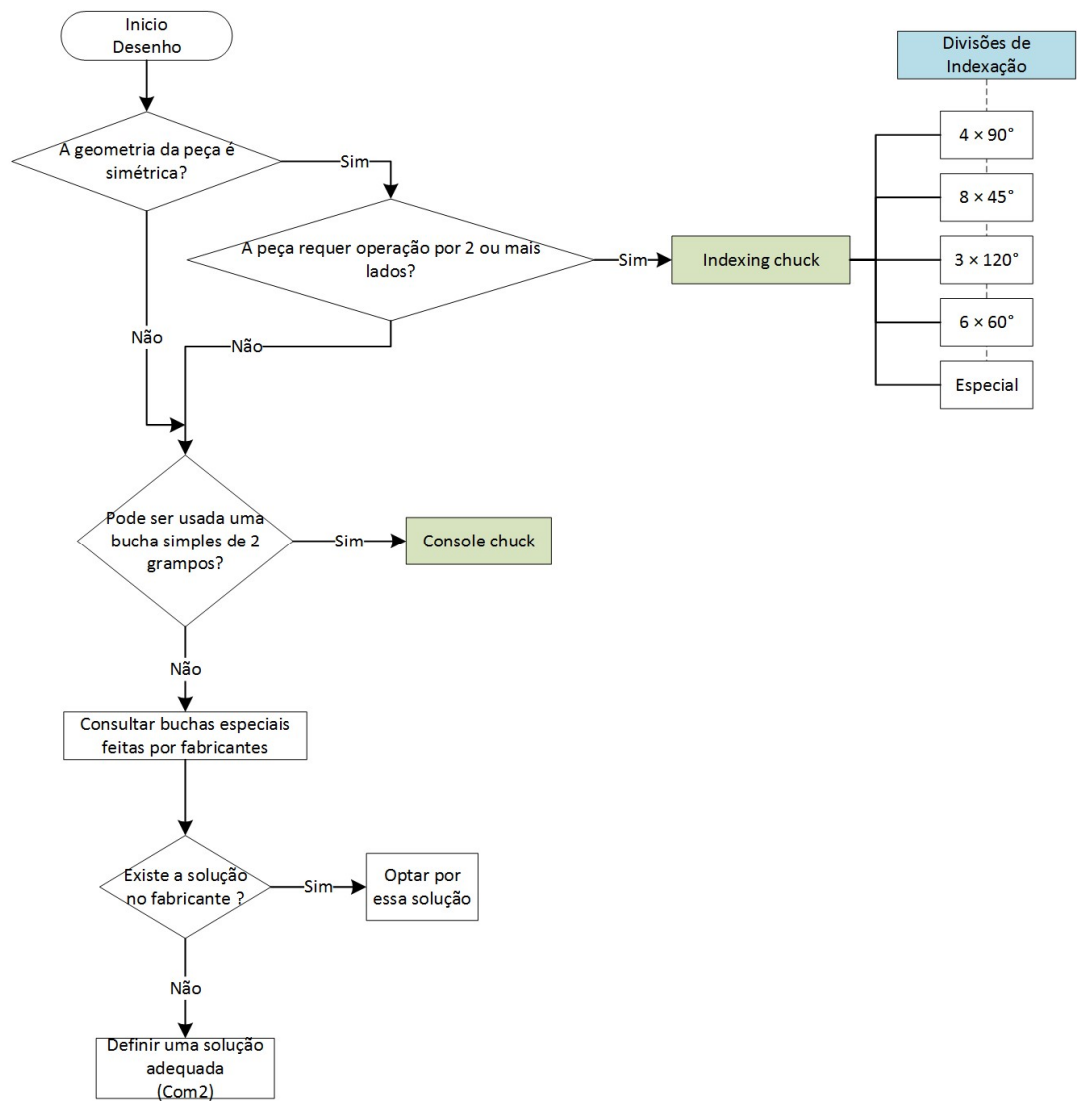 Inicio
Desenho
Divisões de
Indexação
A geometria da peça é
simétrica?
Sim
4 × 90°
8 × 45°
A peça requer operação por 2 ou mais
lados?
Sim
Indexing chuck
3 × 120°
6 × 60°
Não
Não
Especial
Pode ser usada uma
bucha simples de 2
grampos?
Sim
Console chuck
Não
Consultar buchas especiais
feitas por fabricantes
Existe a solução
no fabricante ?
Sim
Optar por
essa solução
Não
Definir uma solução
adequada
(Com2)